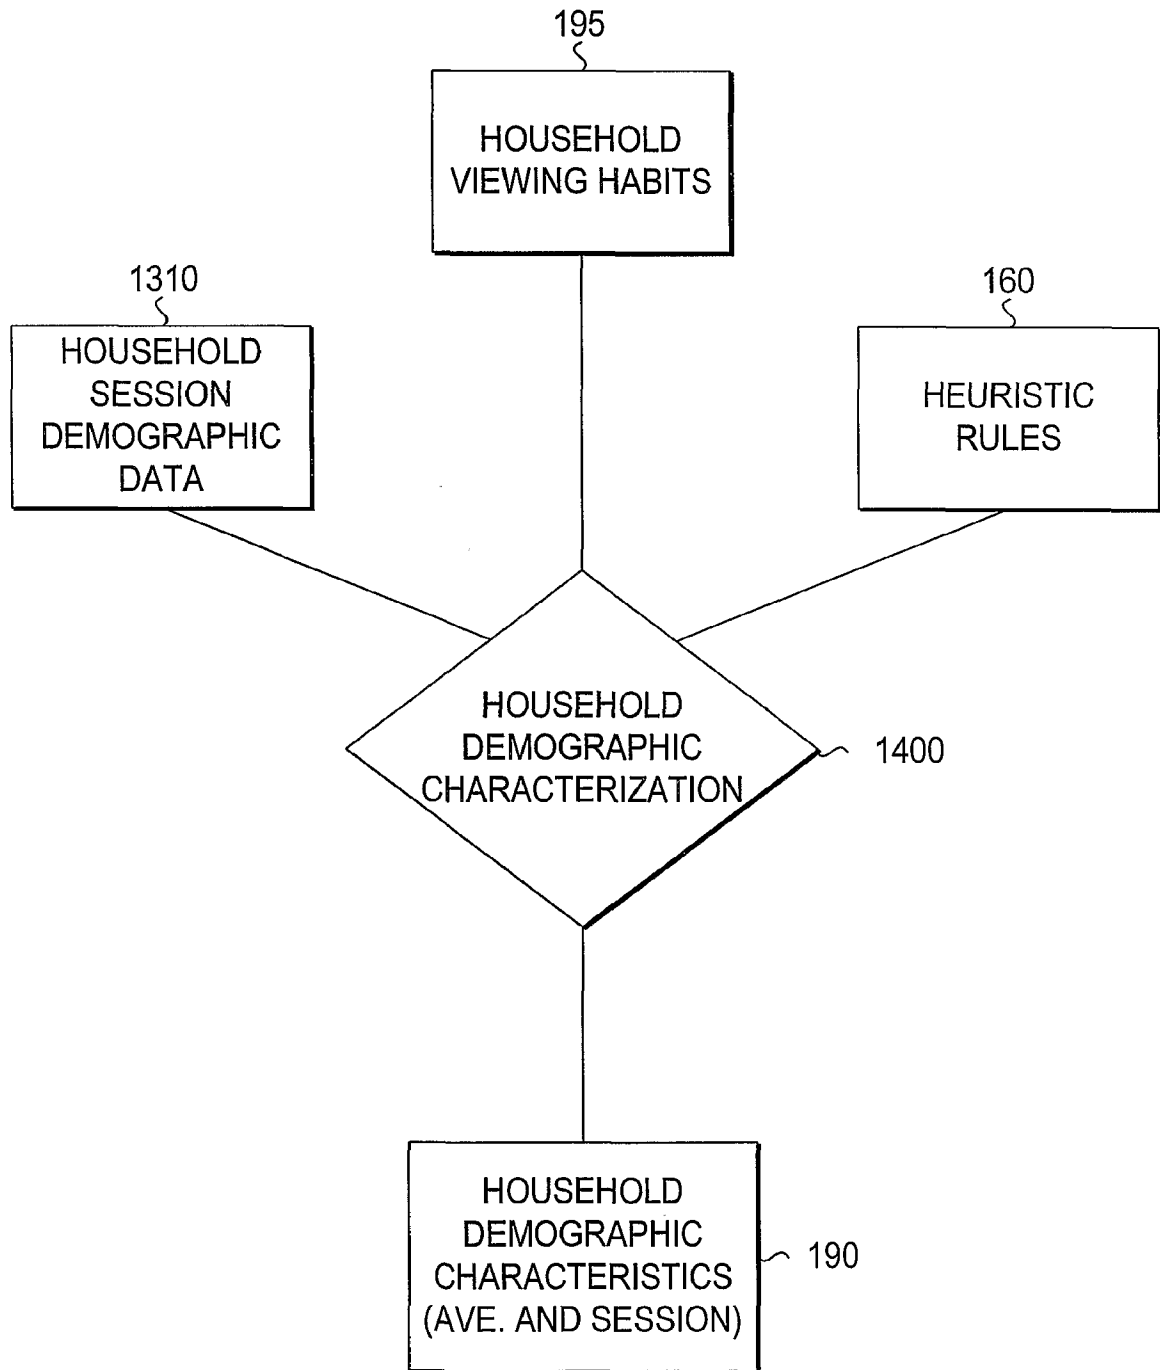 195
HOUSEHOLD
VIEWING HABITS
1310
HOUSEHOLD
SESSION
DEMOGRAPHIC
DATA
160
HEURISTIC
RULES
HOUSEHOLD
DEMOGRAPHIC
CHARACTERIZATION
1400
HOUSEHOLD
DEMOGRAPHIC
CHARACTERISTICS
(AVE. AND SESSION)
190